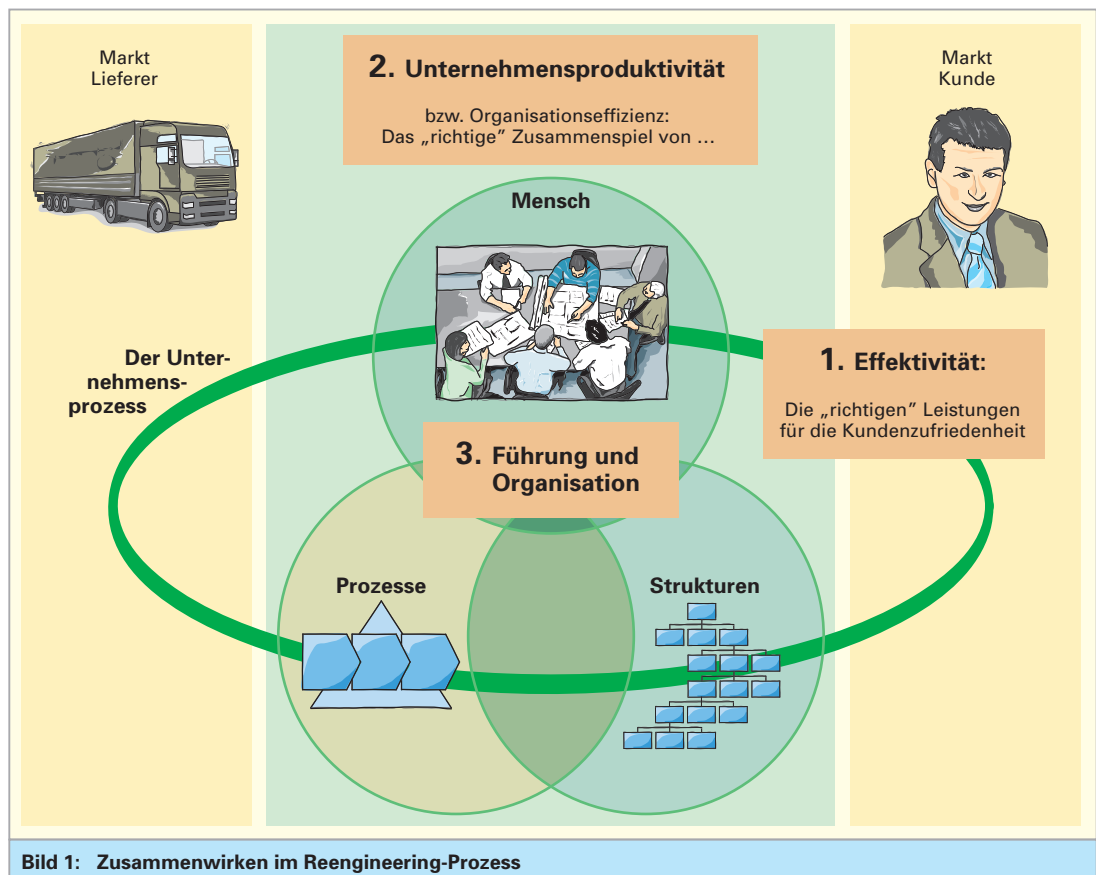 Markt
Lieferer
2. Unternehmensproduktivität
bzw. Organisationseffizienz:
Das „richtige” Zusammenspiel von …
Markt
Kunde
Mensch
Der Unter-
nehmens-
prozess
1. Effektivität:
Die „richtigen” Leistungen
für die Kundenzufriedenheit
3. Führung und
Organisation
Prozesse
Strukturen
Bild 1: Zusammenwirken im Reengineering-Prozess